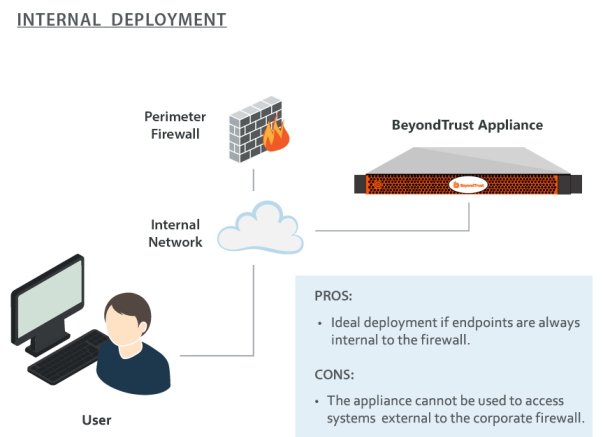 INTERNAL DEPLOYMENT
Perimeter
Firewall
BeyondTrust Appliance
BeyondTrust
Internal
Network
User
PROS:
• Ideal deployment if endpoints are always
internal to the firewall.
CONS:
• The appliance cannot be used to access
systems external to the corporate firewall.